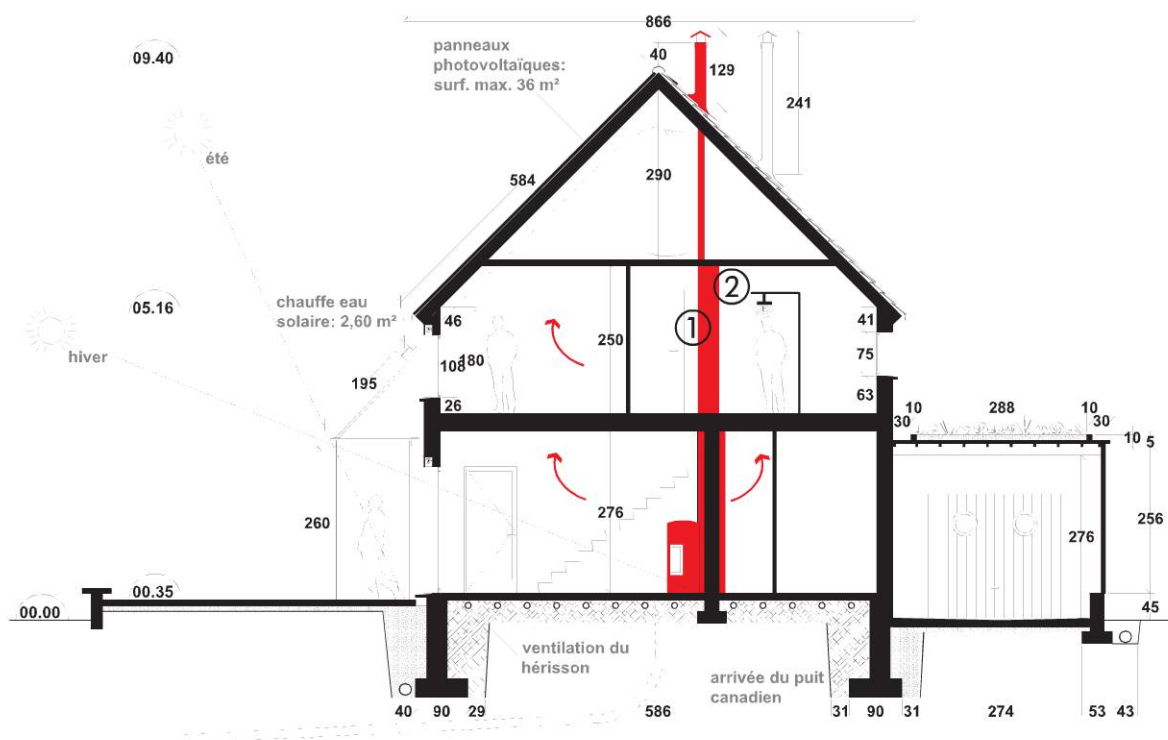 866
09.40
panneaux
photovoltaïques:
surf. max. 36 m²
40
129
241
été
584
290
05.16
chauffe eau
solaire: 2,60 m²
hiver
195
46
108
180
26
250
1
2
41
75
63
10 288 10
30 30
10 5
260
276
276
256
00.35
00.00
45
ventilation du
hérisson
arrivée du puit
canadien
40 90 29 586 31 90 31 274 53 43